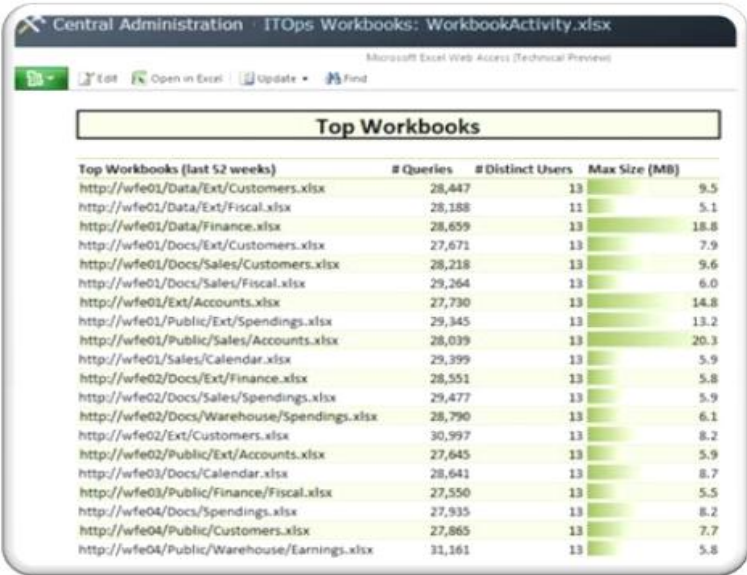 Central Administration ITOps Workbooks: WorkbookActivity.xlsx
Microsoft Excel Web Access (Technical Preview)
Edit Open in Excel Update Find
Top Workbooks
Top Workbooks (last 52 weeks) # Queries # Distinct Users Max Size (MB)
http://wfe01/Data/Ext/Customers.xlsx 28,447 13 9.5
http://wfe01/Data/Ext/Fiscal.xlsx 28,188 11 5.1
http://wfe01/Data/Finance.xlsx 28,659 13 18.8
http://wfe01/Docs/Ext/Customers.xlsx 27,671 13 7.9
http://wfe01/Docs/Sales/Customers.xlsx 28,218 13 9.6
http://wfe01/Docs/Sales/Fiscal.xlsx 29,264 13 6.0
http://wfe01/Ext/Accounts.xlsx 27,730 13 14.8
http://wfe01/Public/Ext/Spendings.xlsx 29,345 13 13.2
http://wfe01/Public/Sales/Accounts.xlsx 28,039 13 20.3
http://wfe01/Sales/Calendar.xlsx 29,399 13 5.9
http://wfe02/Docs/Ext/Finance.xlsx 28,551 13 5.8
http://wfe02/Docs/Sales/Spendings.xlsx 29,477 13 5.9
http://wfe02/Docs/Warehouse/Spendings.xlsx 28,790 13 6.1
http://wfe02/Ext/Customers.xlsx 30,997 13 8.2
http://wfe02/Public/Ext/Accounts.xlsx 27,645 13 5.9
http://wfe03/Docs/Calendar.xlsx 28,641 13 8.7
http://wfe03/Public/Finance/Fiscal.xlsx 27,550 13 5.5
http://wfe04/Docs/Spendings.xlsx 27,935 13 8.2
http://wfe04/Public/Customers.xlsx 27,865 13 7.7
http://wfe04/Public/Warehouse/Earnings.xlsx 31,161 13 5.8